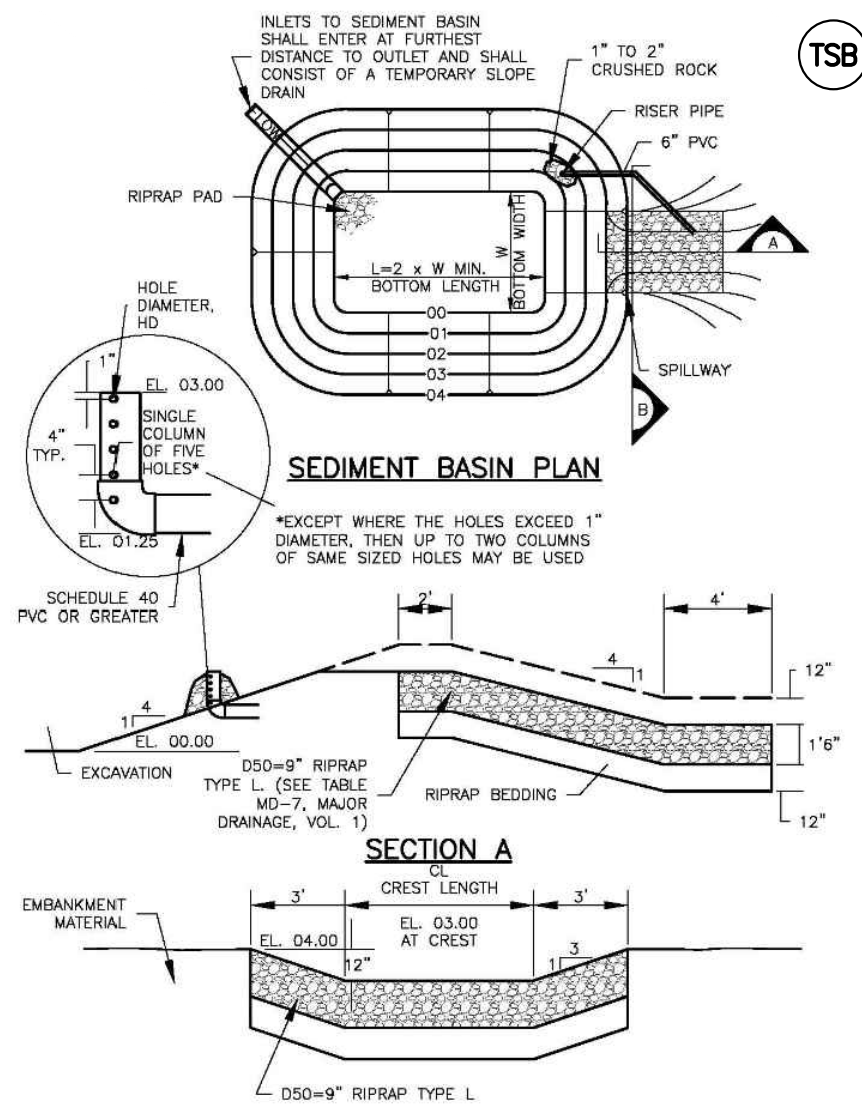 INLETS TO SEDIMENT BASIN
SHALL ENTER AT FURTHEST
DISTANCE TO OUTLET AND SHALL
CONSIST OF A TEMPORARY SLOPE
DRAIN
1" TO 2"
CRUSHED ROCK
TSB
RISER PIPE
6" PVC
FLOW
RIPRAP PAD
A
BOTTOM WIDTH
W
L=2 x W MIN.
BOTTOM LENGTH
00
01
02
03
04
SPILLWAY
B
HOLE
DIAMETER,
HD
1"
EL. 03.00
4"
TYP.
SINGLE
COLUMN
OF FIVE
HOLES*
EL. 01.25
SCHEDULE 40
PVC OR GREATER
SEDIMENT BASIN PLAN
*EXCEPT WHERE THE HOLES EXCEED 1"
DIAMETER, THEN UP TO TWO COLUMNS
OF SAME SIZED HOLES MAY BE USED
2'
4'
4
1
12"
1'6"
12"
4
1
EL. 00.00
EXCAVATION
D50=9" RIPRAP
TYPE L. (SEE TABLE
MD-7, MAJOR
DRAINAGE, VOL. 1)
RIPRAP BEDDING
SECTION A
CL
CREST LENGTH
3'
3'
EMBANKMENT
MATERIAL
EL. 04.00
EL. 03.00
AT CREST
12"
3
1
D50=9" RIPRAP TYPE L